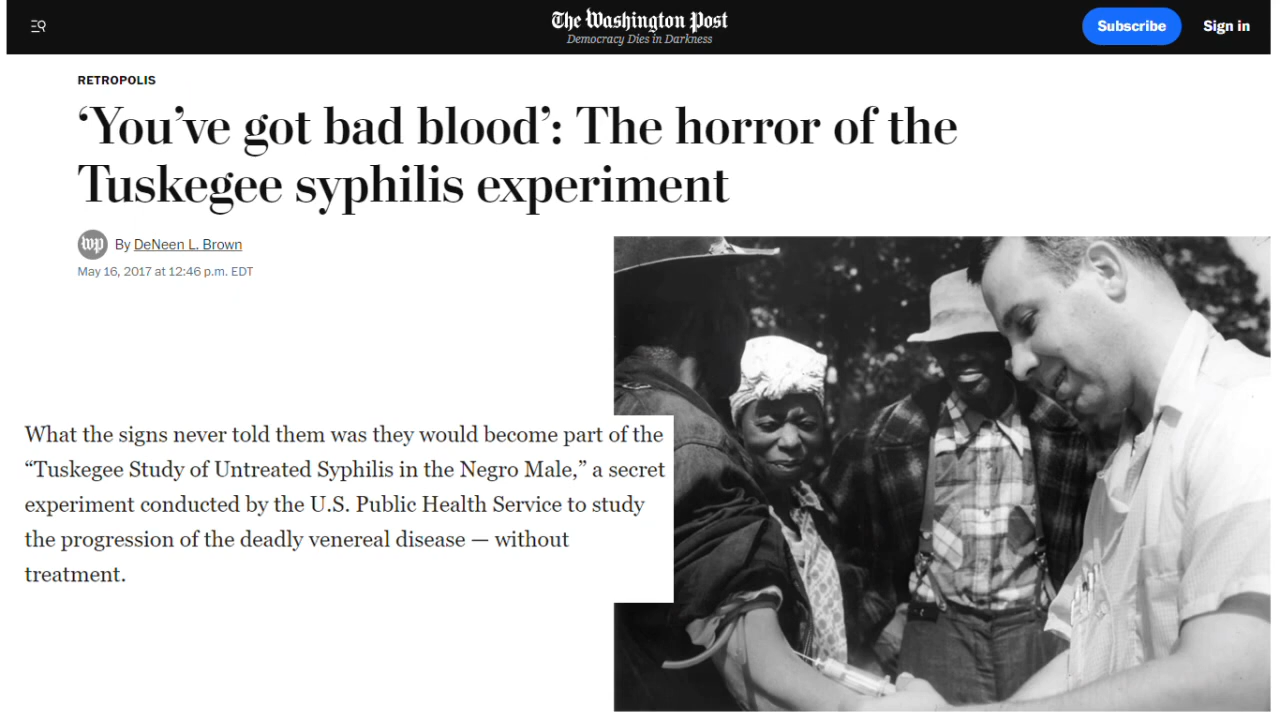 The Washington Post
Democracy Dies in Darkness
Subscribe
Sign in
RETROPOLIS
‘You’ve got bad blood’: The horror of the
Tuskegee syphilis experiment
wp
By DeNeen L. Brown
May 16, 2017 at 12:46 p.m. EDT
What the signs never told them was they would become part of the
“Tuskegee Study of Untreated Syphilis in the Negro Male,” a secret
experiment conducted by the U.S. Public Health Service to study
the progression of the deadly venereal disease — without
treatment.